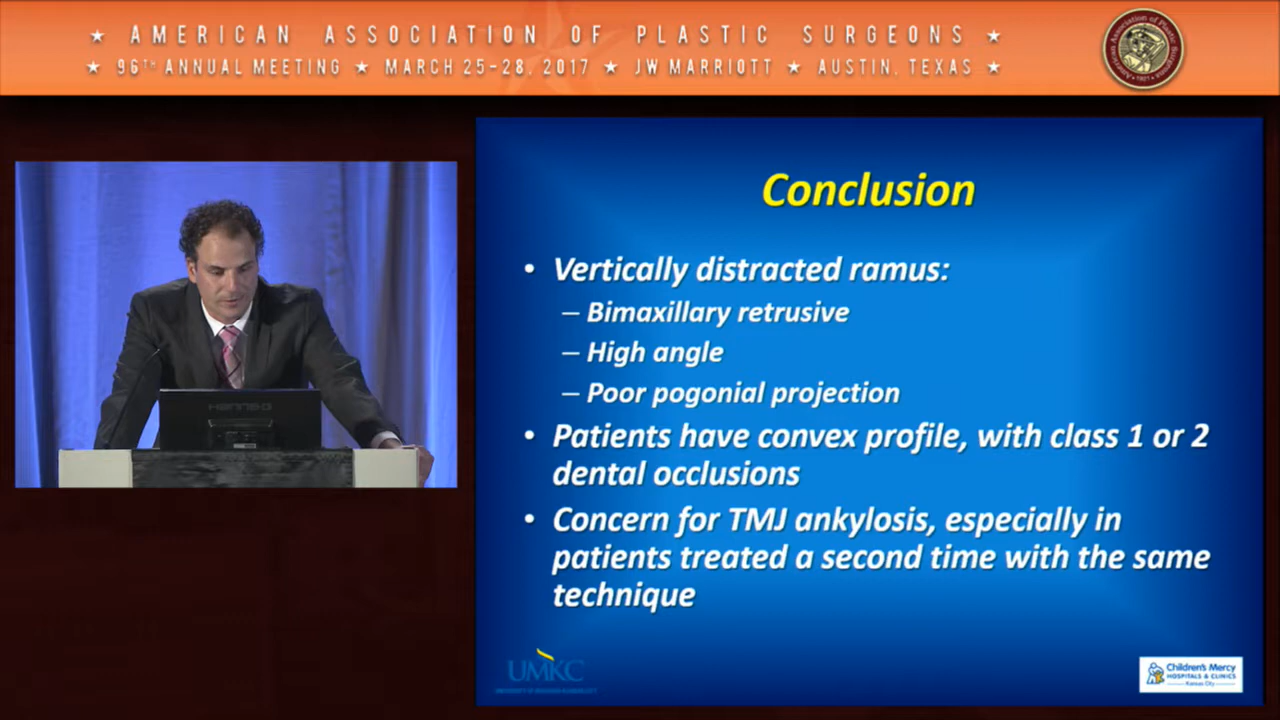 ★ AMERICAN ASSOCIATION OF PLASTIC SURGEONS ★
★ 96TH ANNUAL MEETING ★ MARCH 25-28, 2017 ★ JW MARRIOTT ★ AUSTIN, TEXAS ★
Conclusion
• Vertically distracted ramus:
– Bimaxillary retrusive
– High angle
– Poor pogonial projection
• Patients have convex profile, with class 1 or 2
dental occlusions
• Concern for TMJ ankylosis, especially in
patients treated a second time with the same
technique
UMKC
Children's Mercy
HOSPITALS & CLINICS
Kansas City